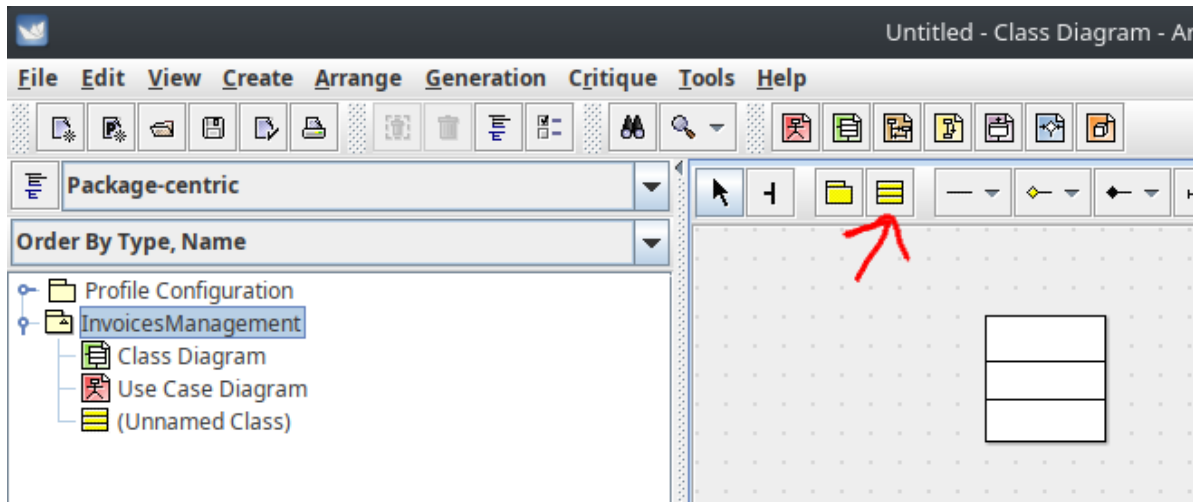 Untitled - Class Diagram - Ar
File Edit View Create Arrange Generation Critique Tools Help
Package-centric
Order By Type, Name
Profile Configuration
InvoicesManagement
Class Diagram
Use Case Diagram
(Unnamed Class)